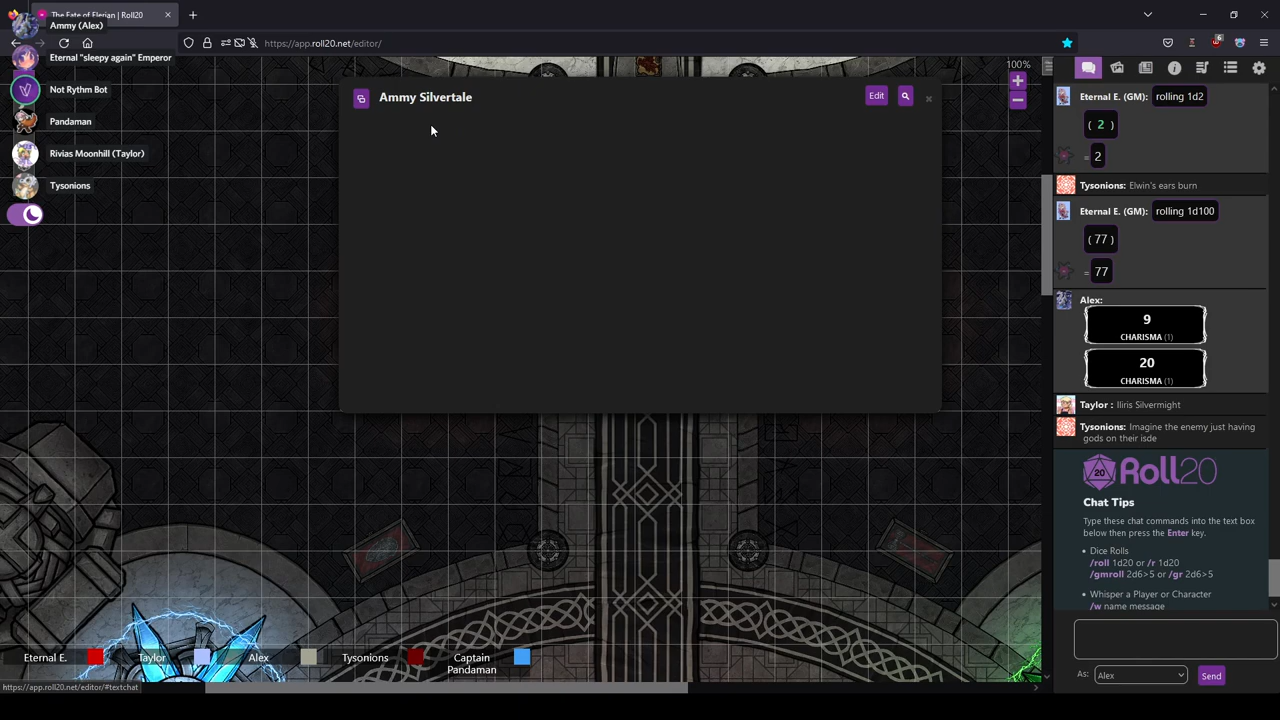 The Fate of Elerian | Roll20
Ammy (Alex)
https://app.roll20.net/editor/
6
Eternal "sleepy again" Emperor
Not Rythm Bot
Pandaman
Rivias Moonhill (Taylor)
Tysonions
100%
Ammy Silvertale
Edit
Eternal E. (GM): rolling 1d2
( 2 )
= 2
Tysonions: Elwin's ears burn
Eternal E. (GM): rolling 1d100
( 77 )
= 77
Alex:
9
CHARISMA (1)
20
CHARISMA (1)
Taylor : Iliris Silvermight
Tysonions: Imagine the enemy just having
gods on their isde
20 Roll20
Chat Tips
Type these chat commands into the text box
below then press the Enter key.
• Dice Rolls
/roll 1d20 or /r 1d20
/gmroll 2d6>5 or /gr 2d6>5
• Whisper a Player or Character
/w name message
Eternal E.
Taylor
Alex
Tysonions
Captain
Pandaman
As:
Alex
Send
https://app.roll20.net/editor/#textchat